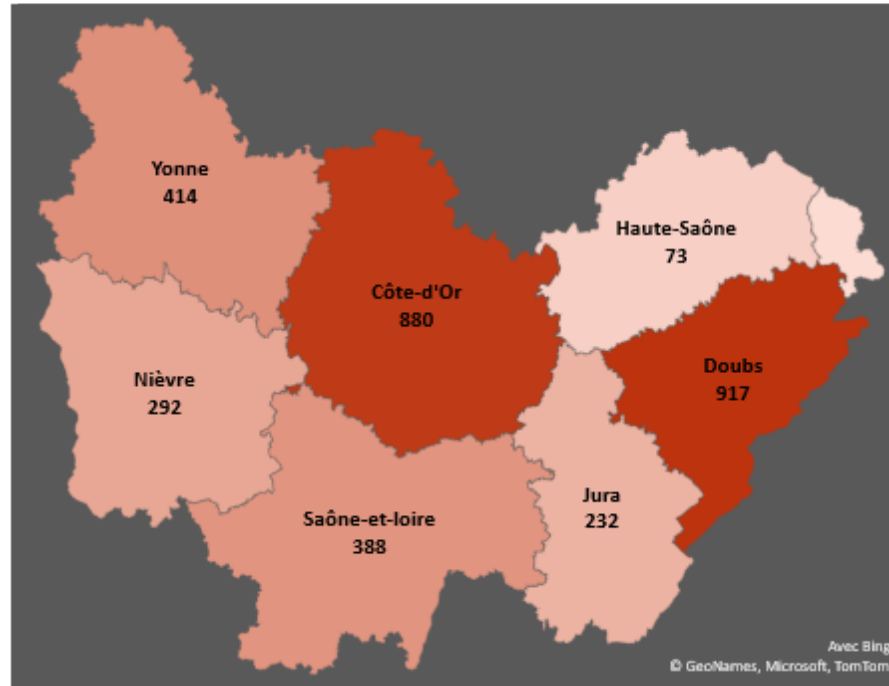 Yonne
414
Haute-Saône
73
Côte-d'Or
880
Doubs
917
Nièvre
292
Jura
232
Saône-et-loire
388
Avec Bing
© GeoNames, Microsoft, TomTom